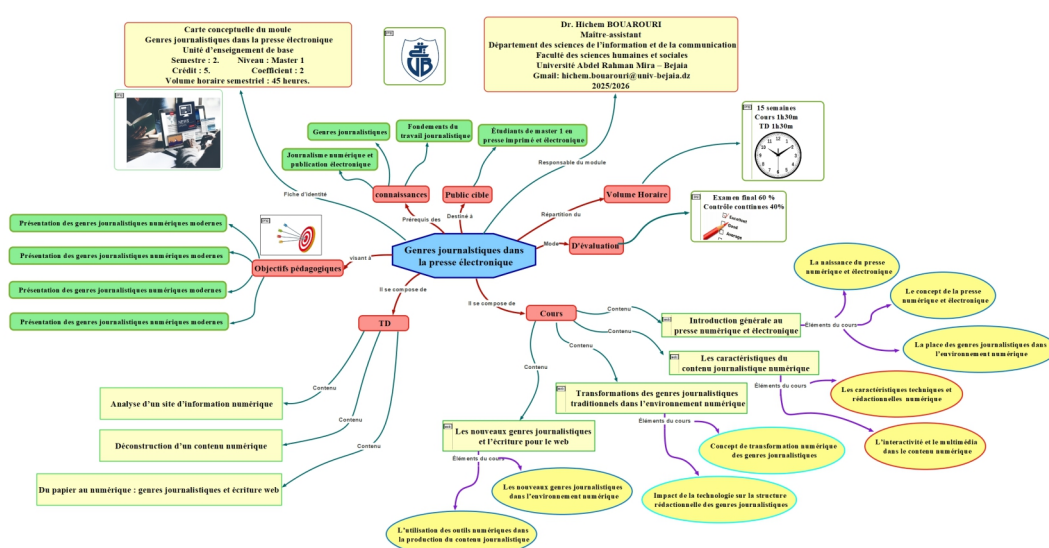 Carte conceptuelle du moule
Genres journalistiques dans la presse électronique
Unité d'enseignement de base
Semestre : 2. Niveau : Master 1
Crédit : 5. Coefficient : 2
Volume horaire semestriel : 45 heures.
UB
Dr. Hichem BOUAROURI
Maitre-assistant
Département des sciences de l'information et de la communication
Faculté des sciences humaines et sociales
Université Abdel Rahman Mira – Bejaia
Gmail: hichem.bouarouri@univ-bejaia.dz
2025/2026
15 semaines
Cours 1h30m
TD 1h30m
Genres journalistiques
Fondements du
travail journalistique
Étudiants de master 1 en
presse imprimé et électronique
Journalisme numérique et
publication électronique
Responsable du module
Fiche d'identité
connaissances
Public cible
Volume Horaire
Prérequis des
Destiné à
Répartition du
Examen final 60 %
Contrôle conttinues 40%
Excellent
Good
Average
Mode
D'évaluation
Genres journalstiques dans
la presse électronique
Présentation des genres journalistiques numériques modernes
Présentation des genres journalistiques numériques modernes
Présentation des genres journalistiques numériques modernes
Présentation des genres journalistiques numériques modernes
Objectifs pédagogiques
visant à
Il se compose de
TD
Il se compose de
Cours
Contenu
Contenu
Contenu
Contenu
Introduction générale au
presse numérique et électronique
Éléments du cours
La naissance du presse
numérique et électronique
Le concept de la presse
numérique et électronique
La place des genres journalistiques dans
l'environnement numérique
Les caractéristiques du
contenu journalistique numérique
Éléments du cours
Les caractéristiques techniques et
rédactionnelles numérique
L'interactivité et le multimédia
dans le contenu numérique
Transformations des genres journalistiques
traditionnels dans l'environnement numérique
Éléments du cours
Concept de transformation numérique
des genres journalistiques
Impact de la technologie sur la structure
rédactionnelle des genres journalistiques
Les nouveaux genres journalistiques
et l'écriture pour le web
Éléments du cours
Les nouveaux genres journalistiques
dans l'environnement numérique
L'utilisation des outils numériques dans
la production du contenu journalistique
Contenu
Analyse d'un site d'information numérique
Contenu
Déconstruction d'un contenu numérique
Contenu
Du papier au numérique : genres journalistiques et écriture web